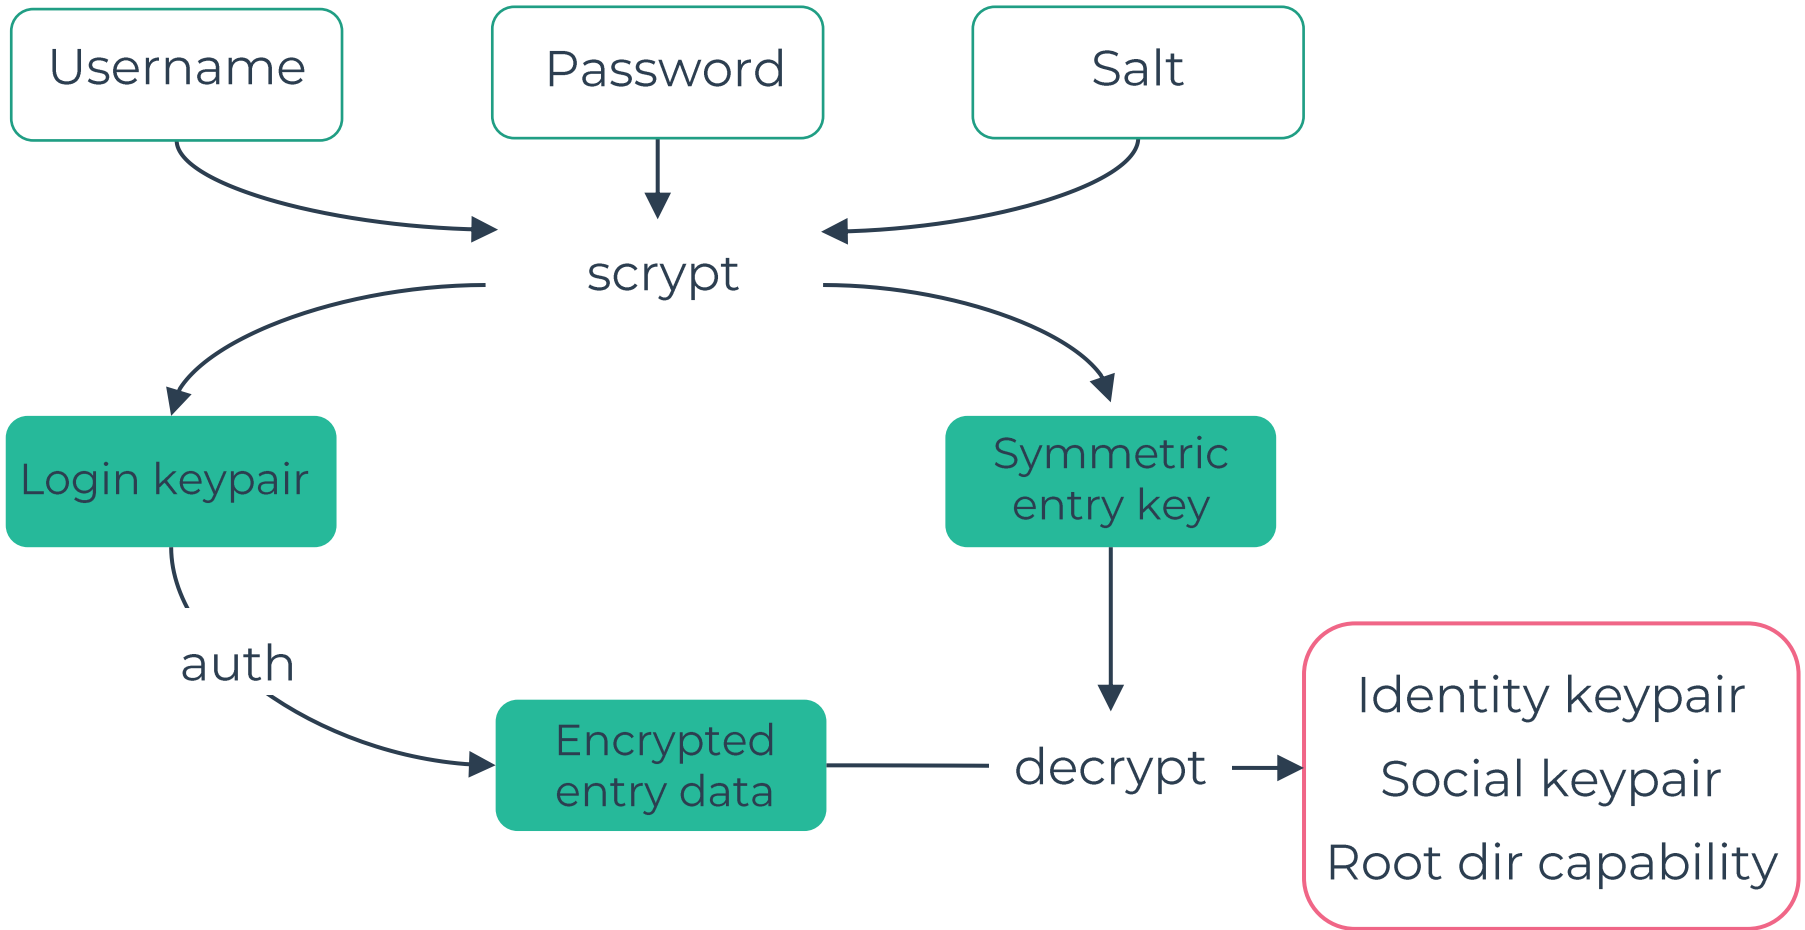 Username
Password
Salt
scrypt
Login keypair
Symmetric
entry key
auth
Encrypted
entry data
decrypt
Identity keypair
Social keypair
Root dir capability